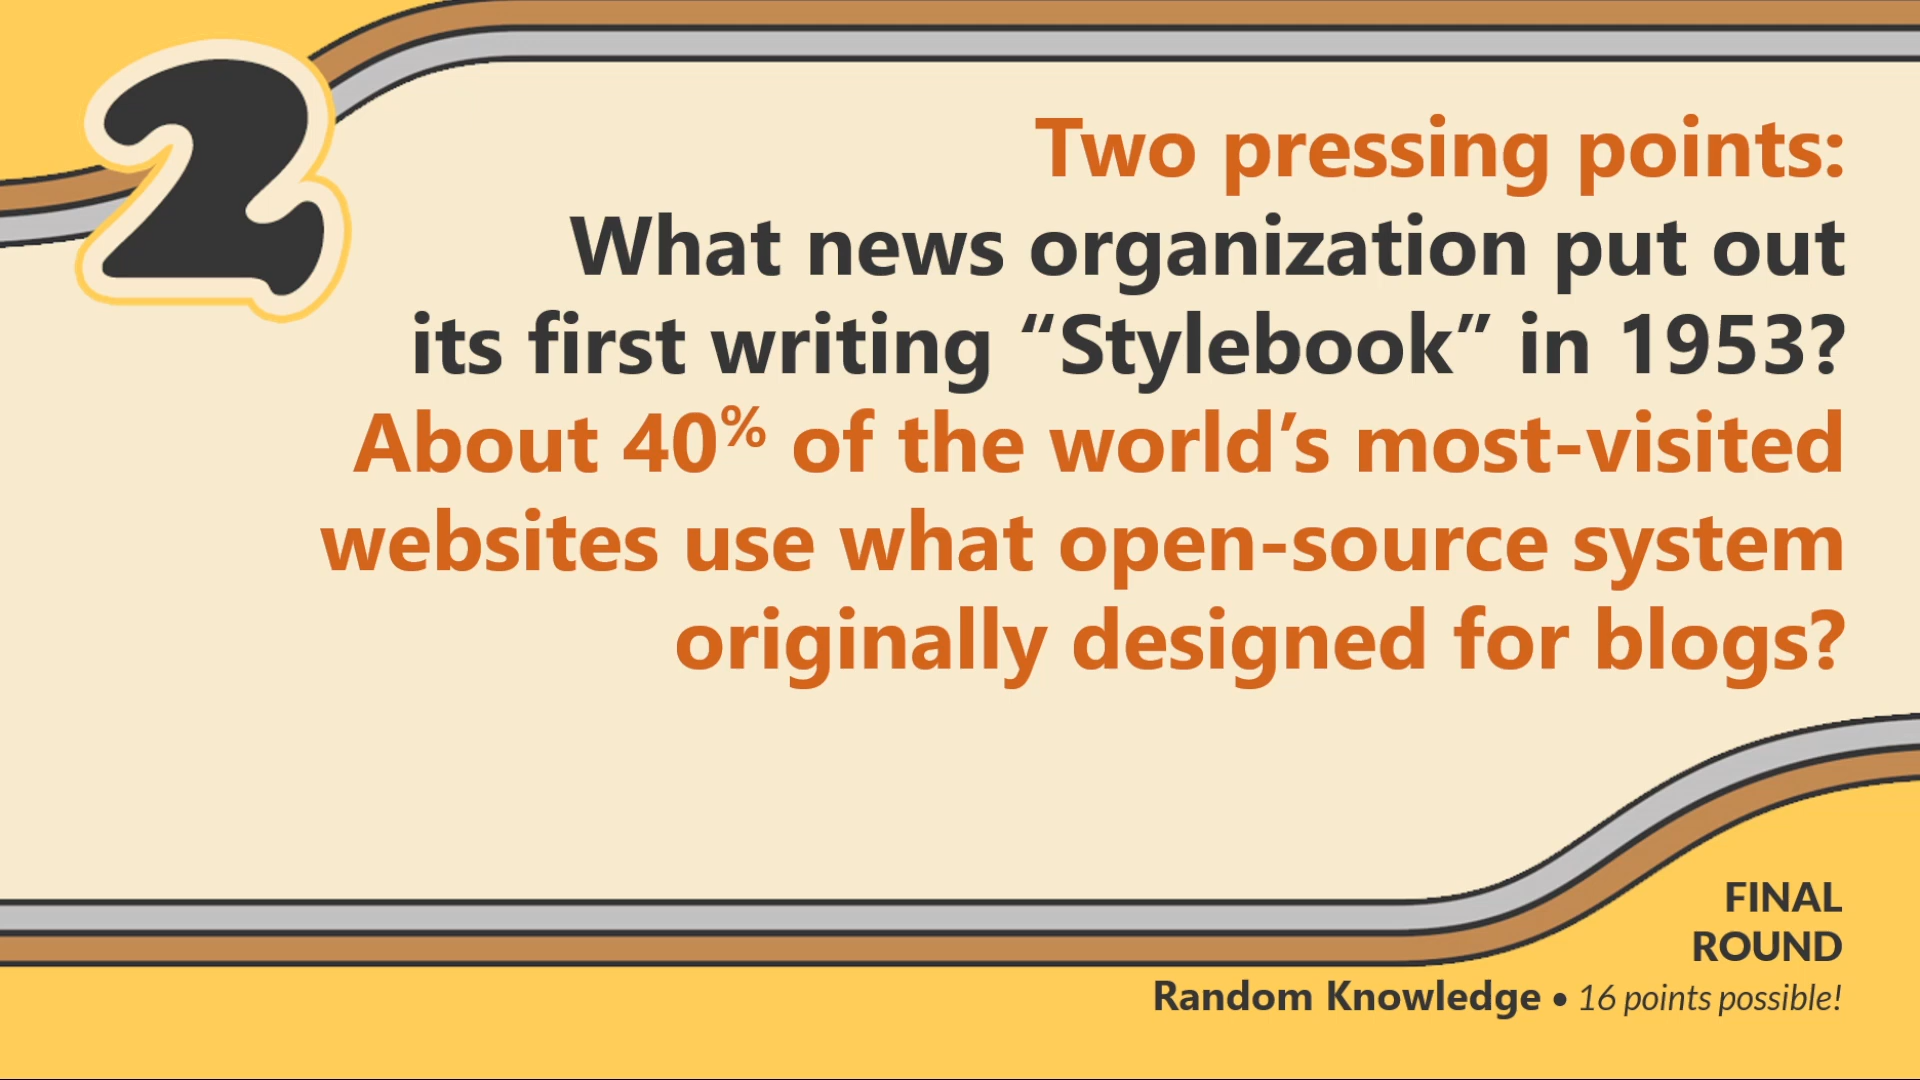 2
Two pressing points:
What news organization put out
its first writing “Stylebook” in 1953?
About 40% of the world’s most-visited
websites use what open-source system
originally designed for blogs?
FINAL
ROUND
Random Knowledge • 16 points possible!